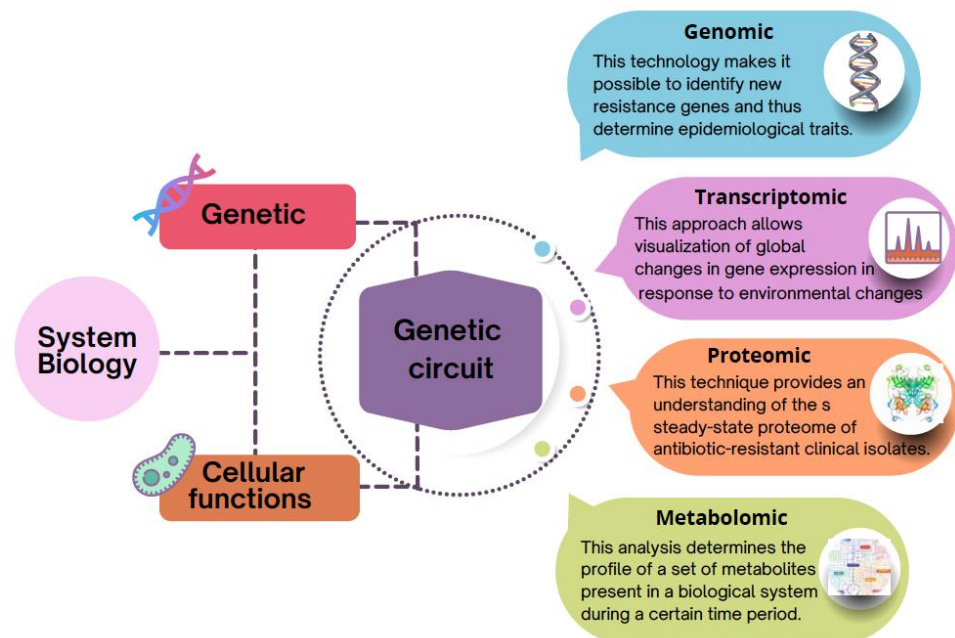 Genomic
This technology makes it
possible to identify new
resistance genes and thus
determine epidemiological traits.
Genetic
Transcriptomic
This approach allows
visualization of global
changes in gene expression in
response to environmental changes
System
Biology
Genetic
circuit
Proteomic
This technique provides an
understanding of the s
steady-state proteome of
antibiotic-resistant clinical isolates.
Cellular
functions
Metabolomic
This analysis determines the
profile of a set of metabolites
present in a biological system
during a certain time period.